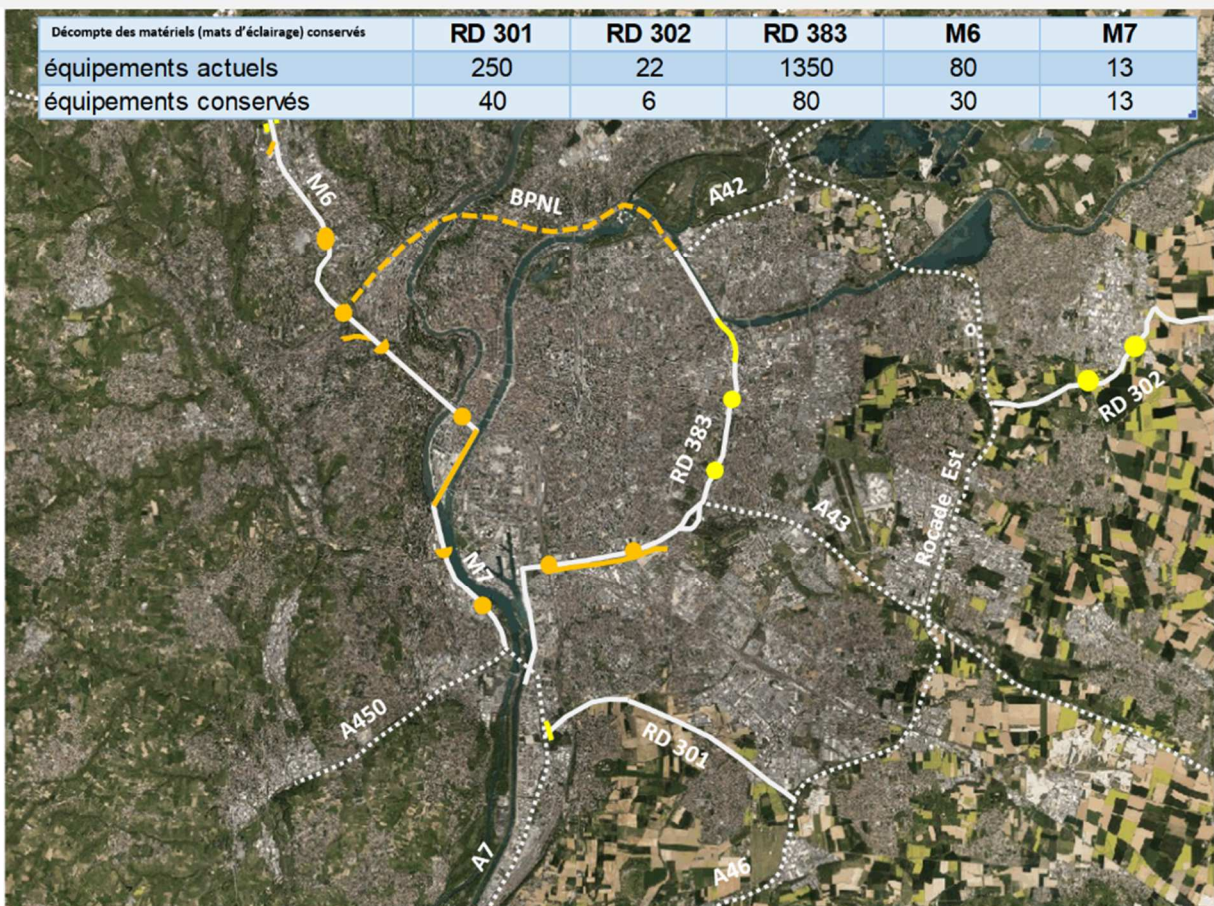 Décompte des matériels (mats d'éclairage) conservés RD 301 RD 302 RD 383 M6 M7
équipements actuels 250 22 1350 80 13
équipements conservés 40 6 80 30 13
M6
BPNL
A42
RD 302
RD 383
Rocade Est
A43
M7
A450
RD 301
A7
A46